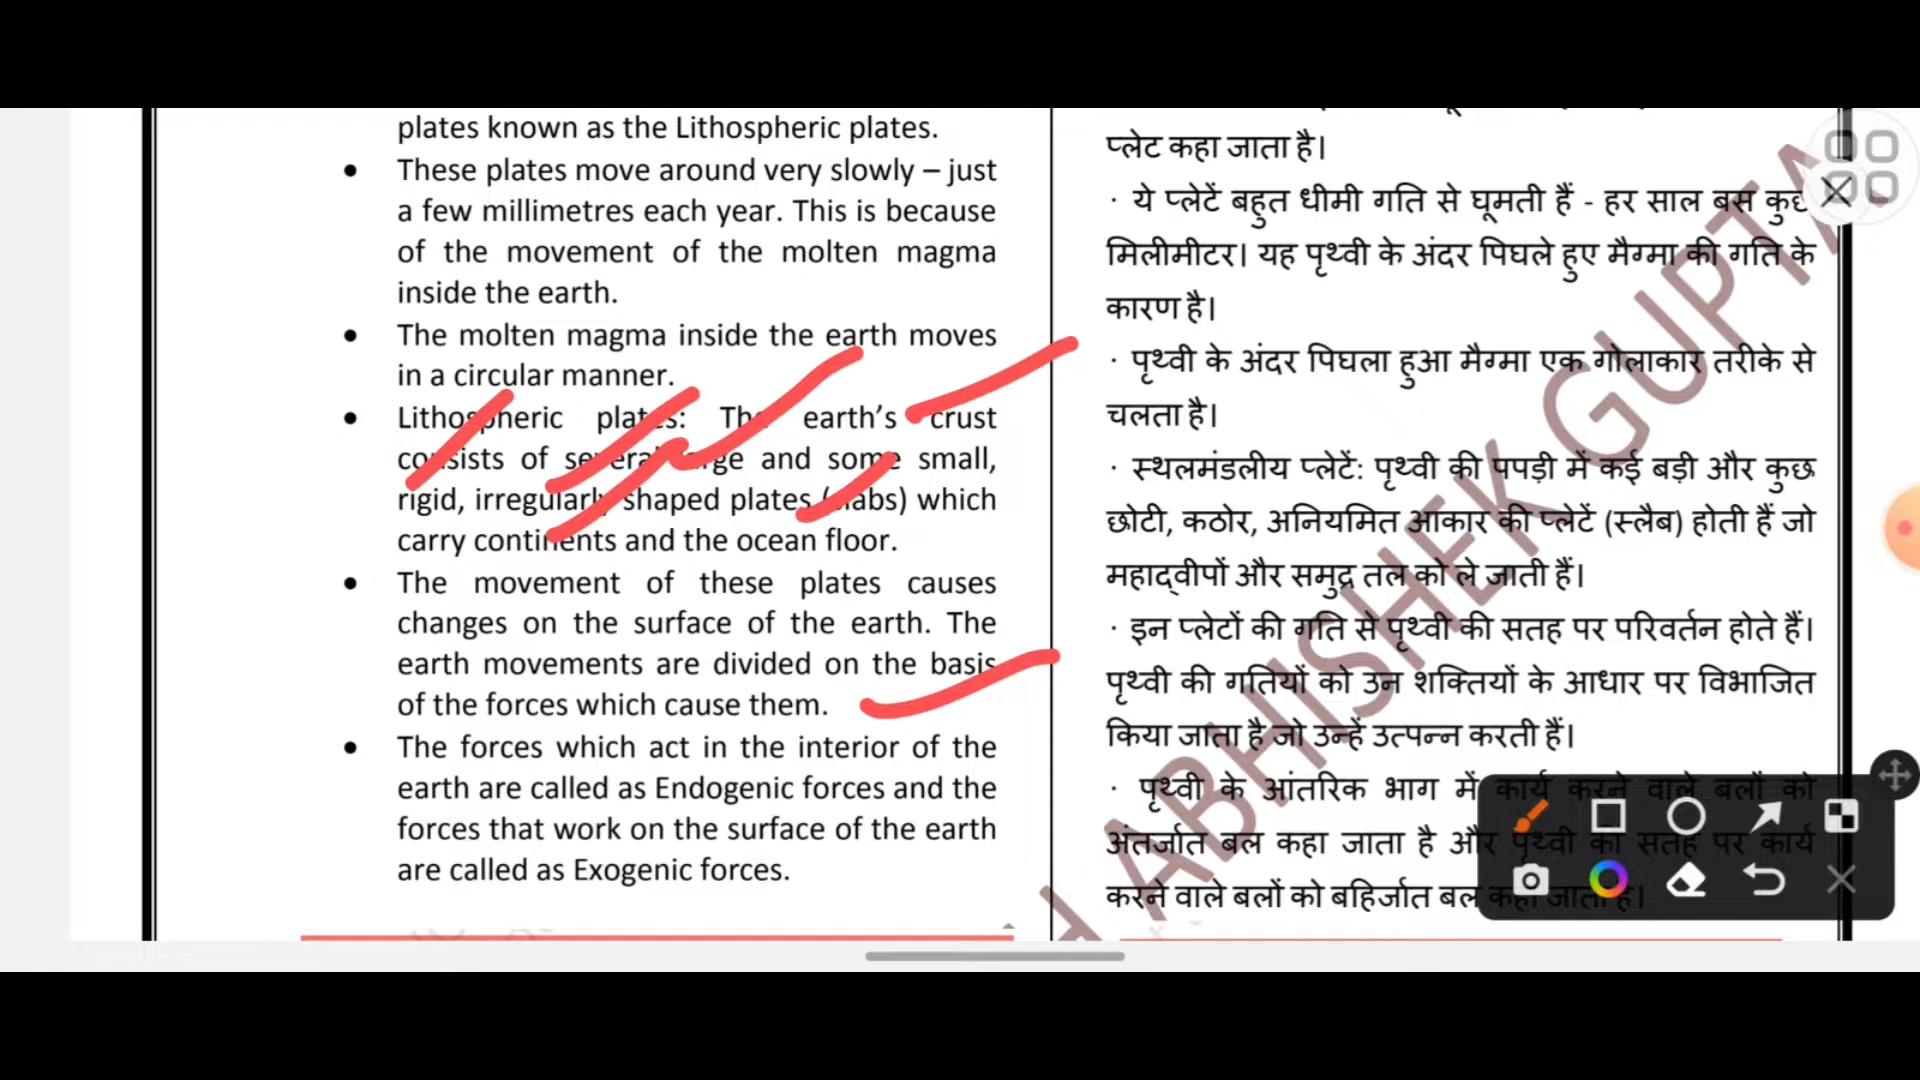 plates known as the Lithospheric plates.
• These plates move around very slowly – just
a few millimetres each year. This is because
of the movement of the molten magma
inside the earth.
• The molten magma inside the earth moves
in a circular manner.
• Lithospheric plates: The earth’s crust
consists of several large and some small,
rigid, irregularly shaped plates (slabs) which
carry continents and the ocean floor.
• The movement of these plates causes
changes on the surface of the earth. The
earth movements are divided on the basis
of the forces which cause them.
• The forces which act in the interior of the
earth are called as Endogenic forces and the
forces that work on the surface of the earth
are called as Exogenic forces.
प्लेट कहा जाता है।
· ये प्लेटें बहुत धीमी गति से घूमती हैं - हर साल बस कुछ
मिलीमीटर। यह पृथ्वी के अंदर पिघले हुए मैग्मा की गति के
कारण है।
· पृथ्वी के अंदर पिघला हुआ मैग्मा एक गोलाकार तरीके से
चलता है।
· स्थलमंडलीय प्लेटें: पृथ्वी की पपड़ी में कई बड़ी और कुछ
छोटी, कठोर, अनियमित आकार की प्लेटें (स्लैब) होती हैं जो
महाद्वीपों और समुद्र तल को ले जाती हैं।
· इन प्लेटों की गति से पृथ्वी की सतह पर परिवर्तन होते हैं।
पृथ्वी की गतियों को उन शक्तियों के आधार पर विभाजित
किया जाता है जो उन्हें उत्पन्न करती हैं।
· पृथ्वी के आंतरिक भाग में कार्य करने वाले बलों को
अंतर्जात बल कहा जाता है और पृथ्वी की सतह पर कार्य
करने वाले बलों को बहिर्जात बल कहा जाता है।
ABHISHEK GUPTA